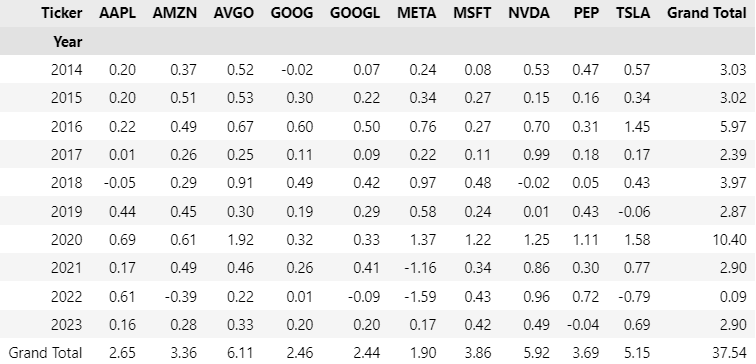 Ticker AAPL AMZN AVGO GOOG GOOGL META MSFT NVDA PEP TSLA Grand Total
Year
2014 0.20 0.37 0.52 -0.02 0.07 0.24 0.08 0.53 0.47 0.57 3.03
2015 0.20 0.51 0.53 0.30 0.22 0.34 0.27 0.15 0.16 0.34 3.02
2016 0.22 0.49 0.67 0.60 0.50 0.76 0.27 0.70 0.31 1.45 5.97
2017 0.01 0.26 0.25 0.11 0.09 0.22 0.11 0.99 0.18 0.17 2.39
2018 -0.05 0.29 0.91 0.49 0.42 0.97 0.48 -0.02 0.05 0.43 3.97
2019 0.44 0.45 0.30 0.19 0.29 0.58 0.24 0.01 0.43 -0.06 2.87
2020 0.69 0.61 1.92 0.32 0.33 1.37 1.22 1.25 1.11 1.58 10.40
2021 0.17 0.49 0.46 0.26 0.41 -1.16 0.34 0.86 0.30 0.77 2.90
2022 0.61 -0.39 0.22 0.01 -0.09 -1.59 0.43 0.96 0.72 -0.79 0.09
2023 0.16 0.28 0.33 0.20 0.20 0.17 0.42 0.49 -0.04 0.69 2.90
Grand Total 2.65 3.36 6.11 2.46 2.44 1.90 3.86 5.92 3.69 5.15 37.54